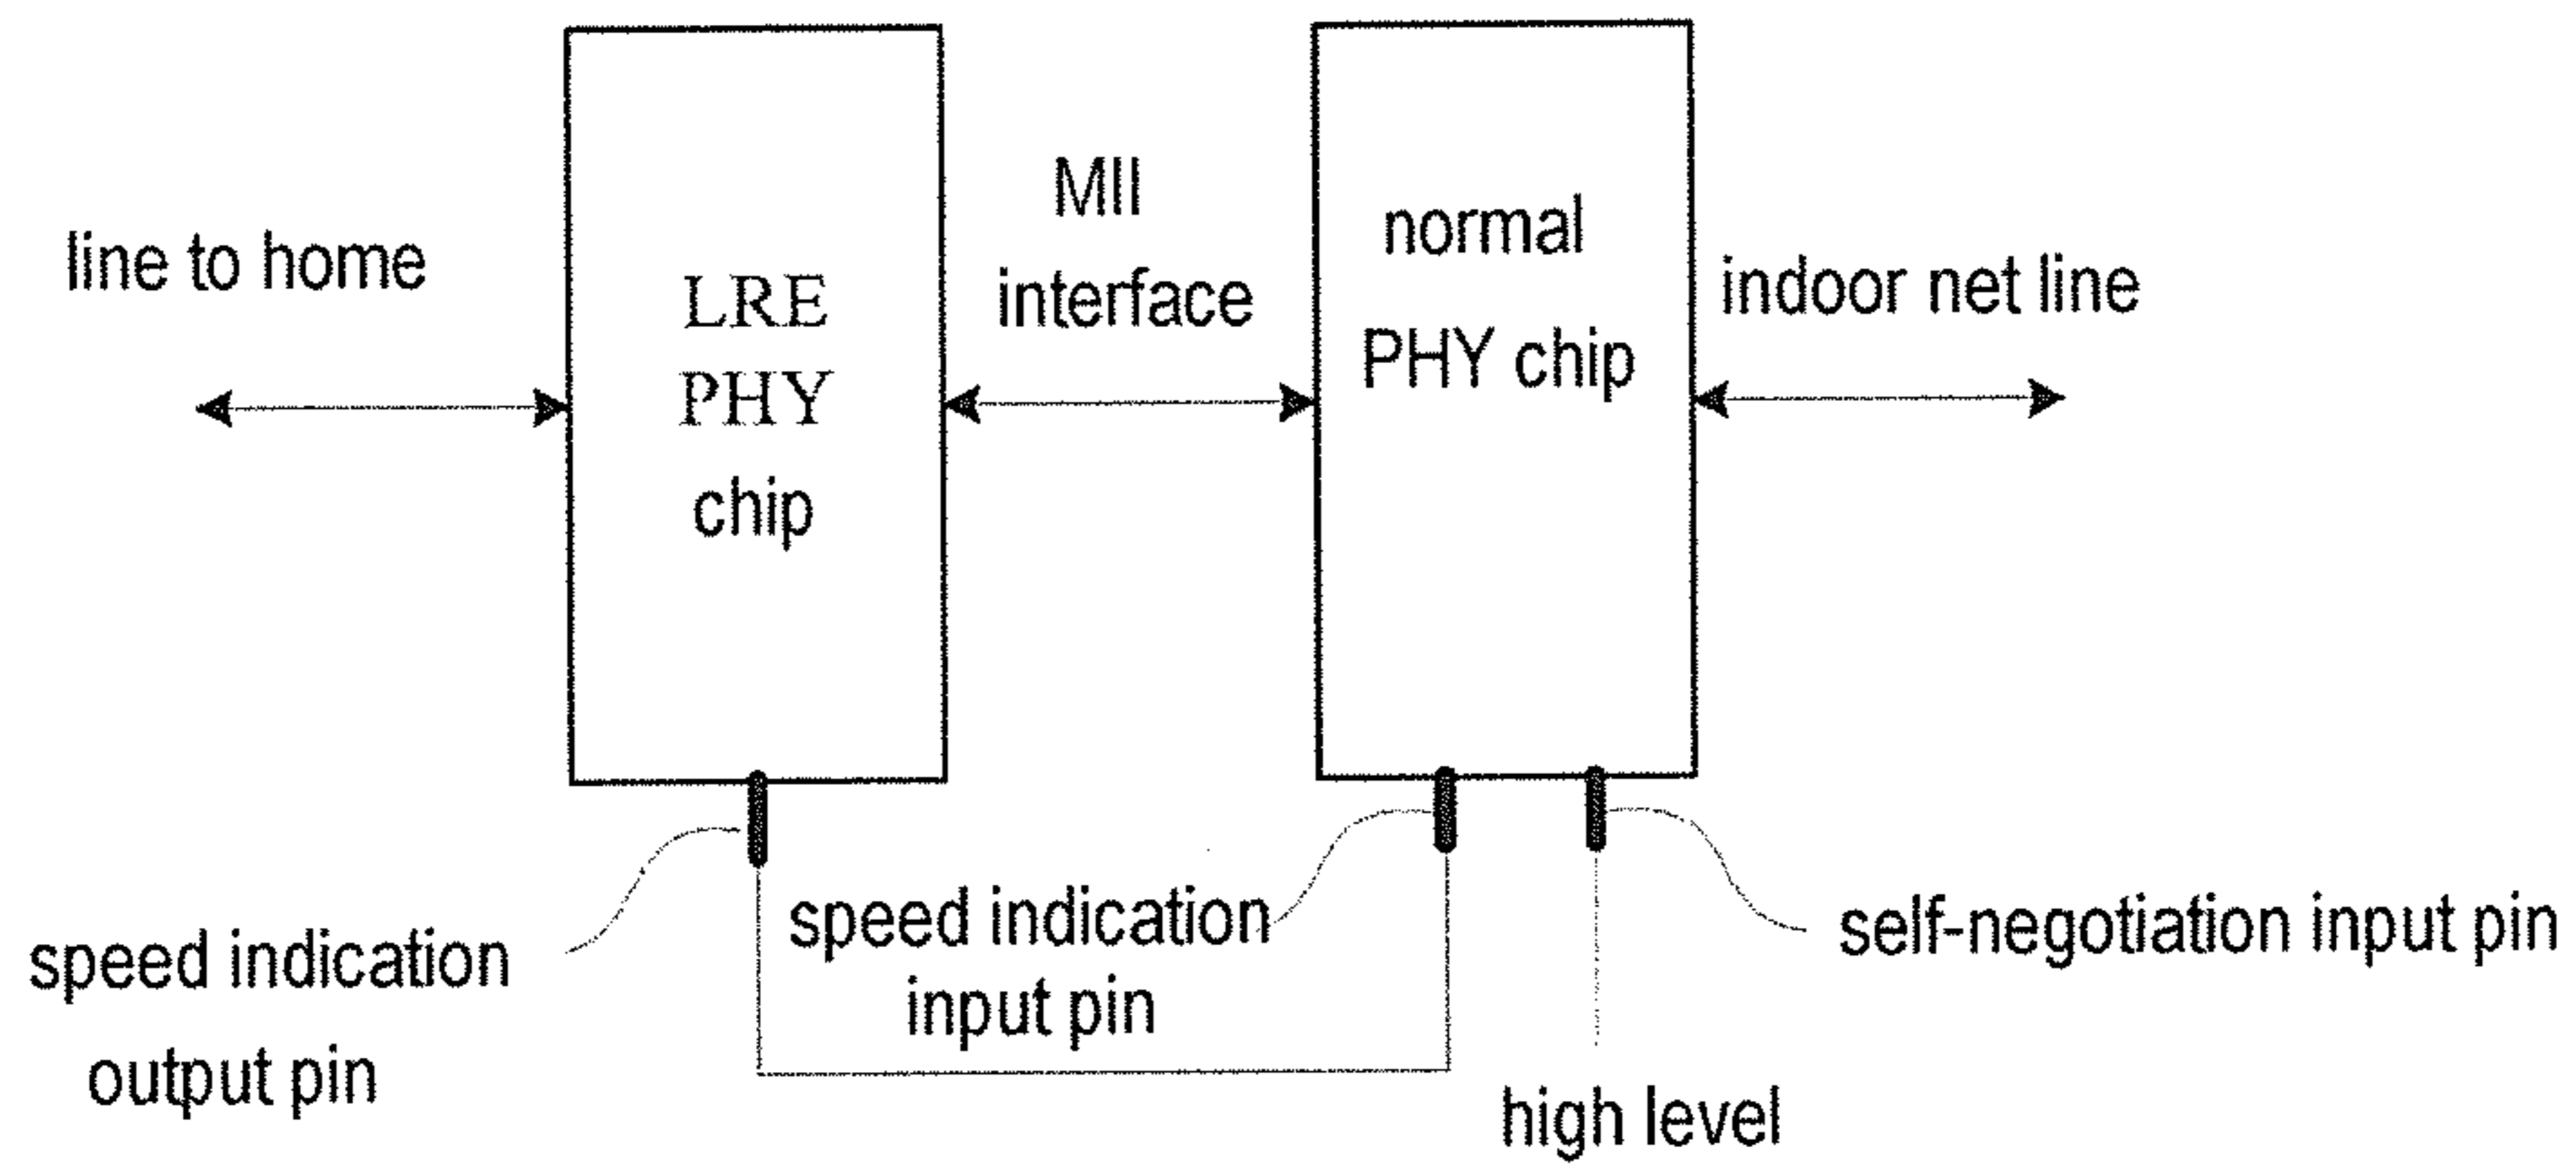 line to home
LRE
PHY
chip
MII
interface
normal
PHY chip
indoor net line
speed indication
output pin
speed indication
input pin
self-negotiation input pin
high level